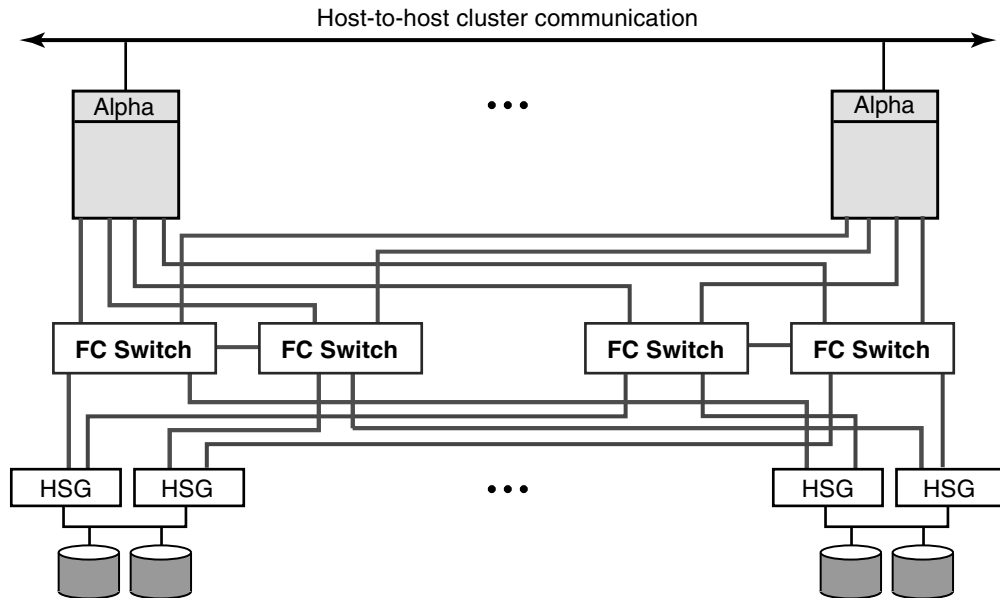 Host-to-host cluster communication
Alpha
Alpha
FC Switch
FC Switch
FC Switch
FC Switch
HSG
HSG
HSG
HSG